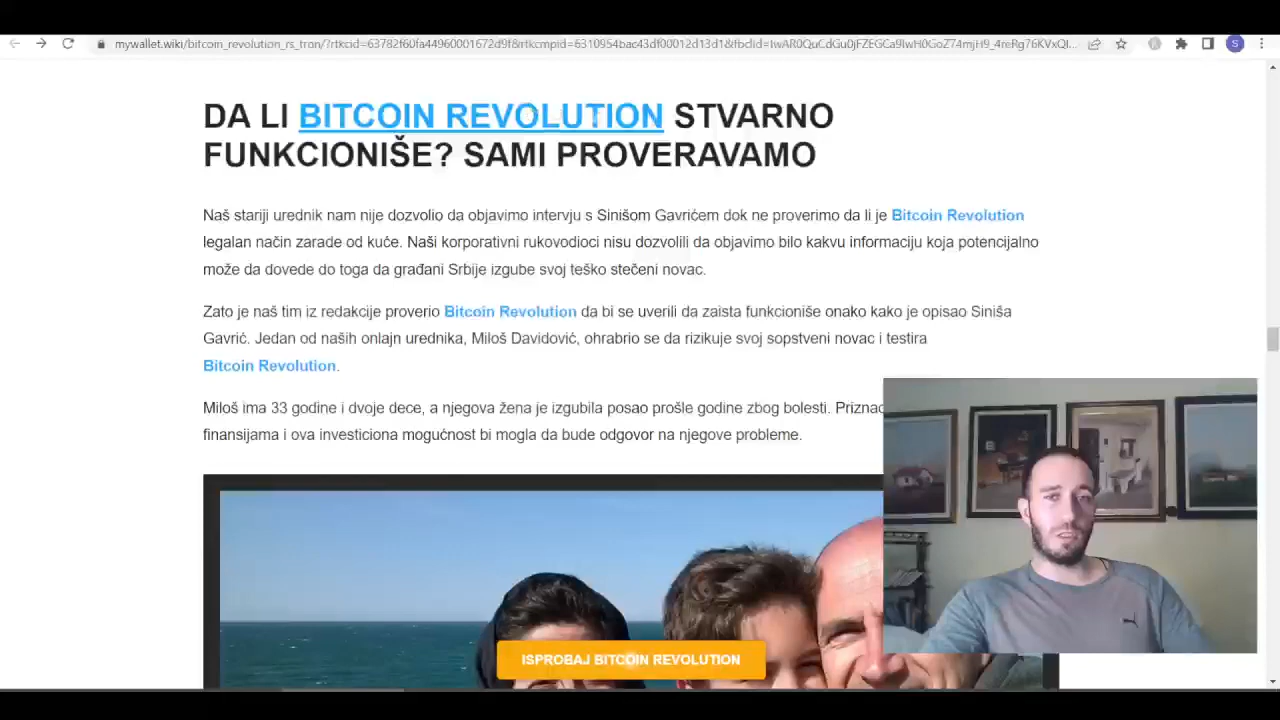 mywallet.wiki/bitcoin_revolution_rs_tron/?rtkcid=63782f60fa44960001672d9f8rtkcmpid=6310954bac43df00012d13d1&fbclid=
S
DA LI BITCOIN REVOLUTION STVARNO
FUNKCIONIŠE? SAMI PROVERAVAMO
Naš stariji urednik nam nije dozvolio da objavimo intervju s Sinišom Gavrićem dok ne proverimo da li je Bitcoin Revolution
legalan način zarade od kuće. Naši korporativni rukovodioci nisu dozvolili da objavimo bilo kakvu informaciju koja potencijalno
može da dovede do toga da građani Srbije izgube svoj teško stečeni novac.
Zato je naš tim iz redakcije proverio Bitcoin Revolution da bi se uverili da zaista funkcioniše onako kako je opisao Siniša
Gavrić. Jedan od naših onlajn urednika, Miloš Davidović, ohrabrio se da rizikuje svoj sopstveni novac i testira
Bitcoin Revolution.
Miloš ima 33 godine i dvoje dece, a njegova žena je izgubila posao prošle godine zbog bolesti.
finansijama i ova investiciona mogućnost bi mogla da bude odgovor na njegove probleme.
ISPROBAJ BITCOIN REVOLUTION